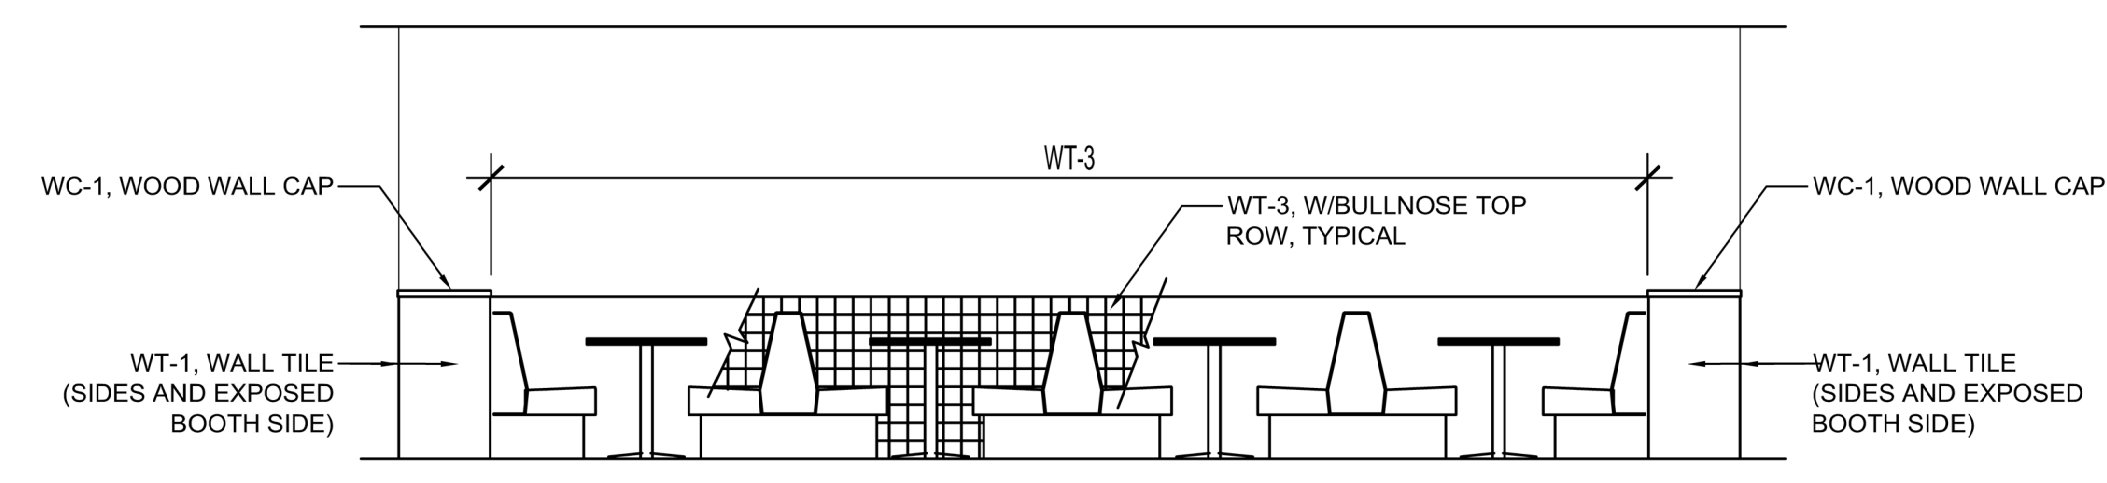 WT-3
WC-1, WOOD WALL CAP
WC-1, WOOD WALL CAP
WT-3, W/BULLNOSE TOP
ROW, TYPICAL
WT-1, WALL TILE
(SIDES AND EXPOSED
BOOTH SIDE)
WT-1, WALL TILE
(SIDES AND EXPOSED
BOOTH SIDE)